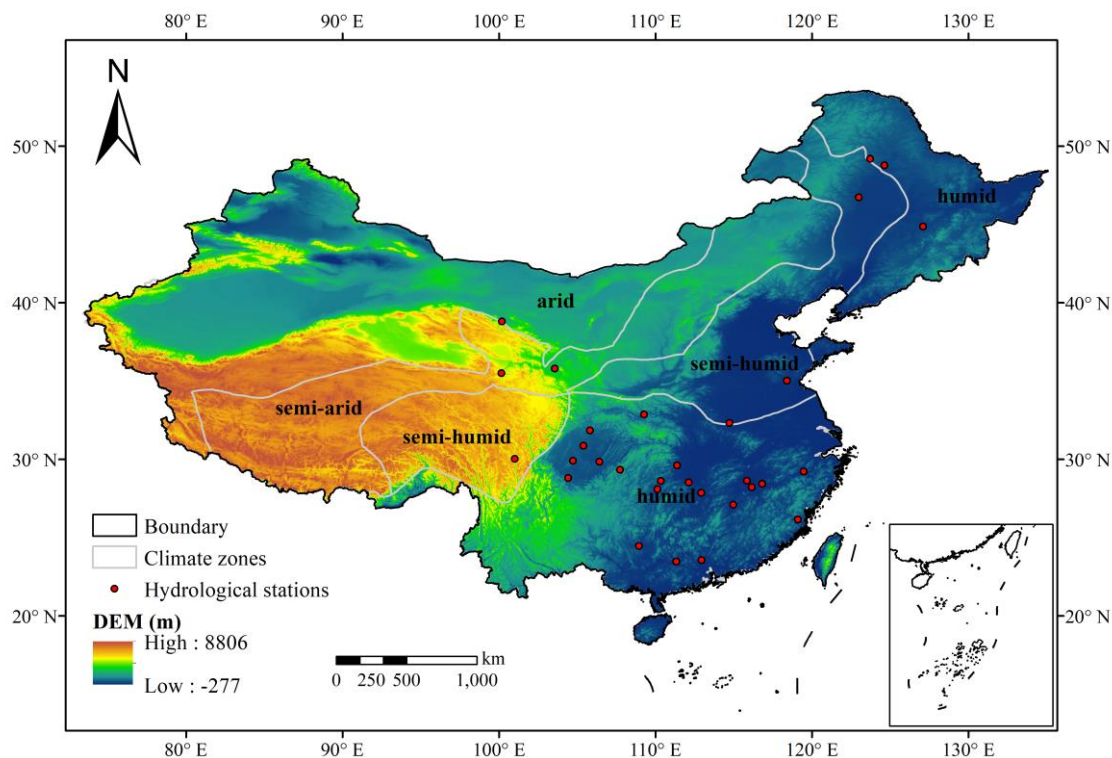 80° E 90° E 100° E 110° E 120° E 130° E
N
50° N 50° N
humid
40° N 40° N
arid
semi-humid
semi-arid
semi-humid
30° N 30° N
humid
Boundary
Climate zones
Hydrological stations
20° N 20° N
DEM (m)
High : 8806
Low : -277
km
0 250 500 1,000
80° E 90° E 100° E 110° E 120° E 130° E